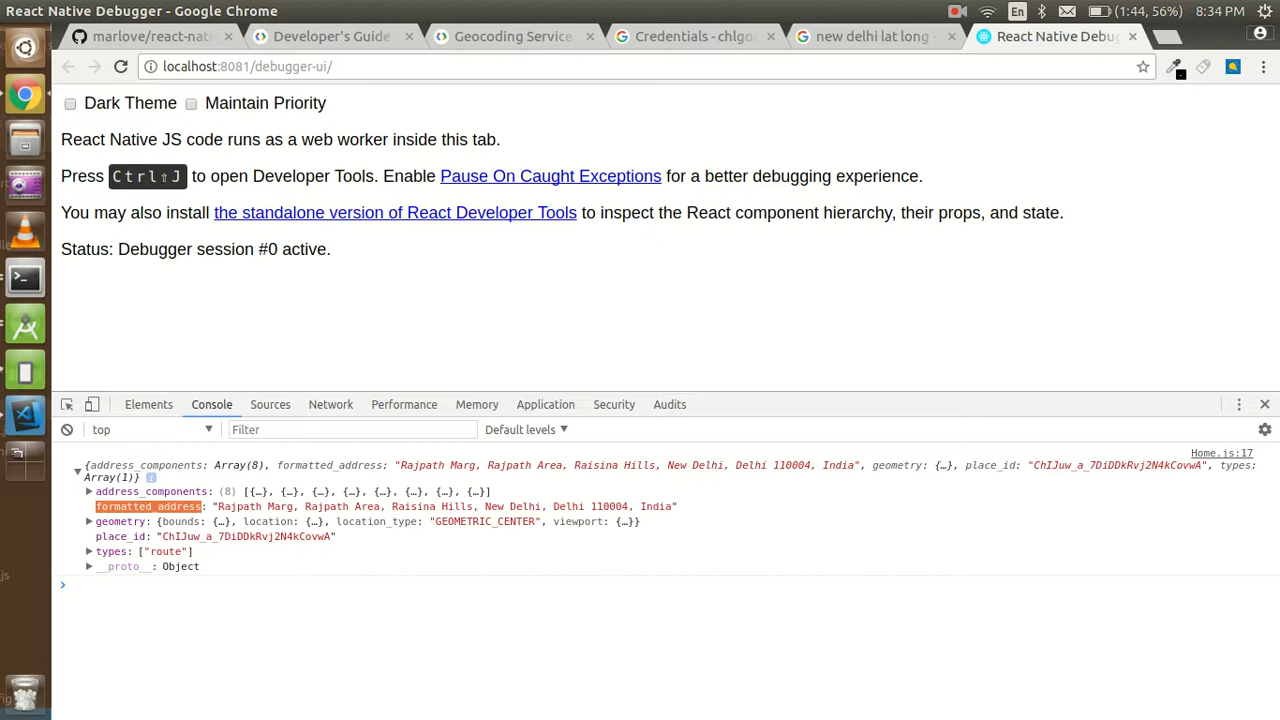 React Native Debugger - Google Chrome
En
(1:44, 56%)
8:34 PM
marlove/react-nati
Developer's Guide
Geocoding Service
Credentials - chlgo
new delhi lat long -
React Native Debug
localhost:8081/debugger-ui/
Dark Theme Maintain Priority
React Native JS code runs as a web worker inside this tab.
Press Ctrl⇧J to open Developer Tools. Enable Pause On Caught Exceptions for a better debugging experience.
You may also install the standalone version of React Developer Tools to inspect the React component hierarchy, their props, and state.
Status: Debugger session #0 active.
Elements Console Sources Network Performance Memory Application Security Audits
top Filter Default levels
Home.js:17
{address_components: Array(8), formatted_address: "Rajpath Marg, Rajpath Area, Raisina Hills, New Delhi, Delhi 110004, India", geometry: {…}, place_id: "ChIJuw_a_7DiDDkRvj2N4kCovwA", types:
Array(1)}
address_components: (8) [{…}, {…}, {…}, {…}, {…}, {…}, {…}, {…}]
formatted_address: "Rajpath Marg, Rajpath Area, Raisina Hills, New Delhi, Delhi 110004, India"
geometry: {bounds: {…}, location: {…}, location_type: "GEOMETRIC_CENTER", viewport: {…}}
place_id: "ChIJuw_a_7DiDDkRvj2N4kCovwA"
types: ["route"]
__proto__: Object